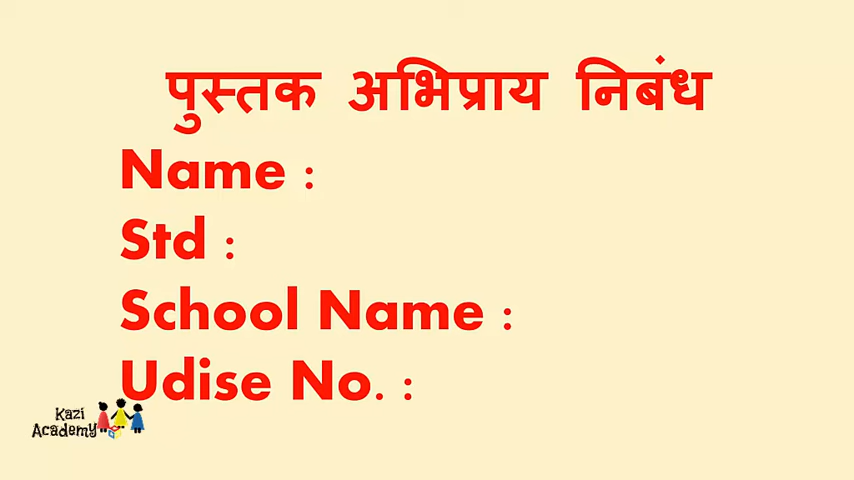 पुस्तक अभिप्राय निबंध
Name :
Std :
School Name :
Udise No. :
Kazi
Academy